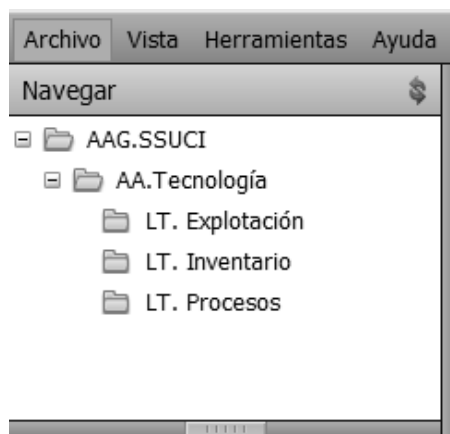 Archivo Vista Herramientas Ayuda
Navegar
AAG.SSUCI
AA.Tecnología
LT. Explotación
LT. Inventario
LT. Procesos